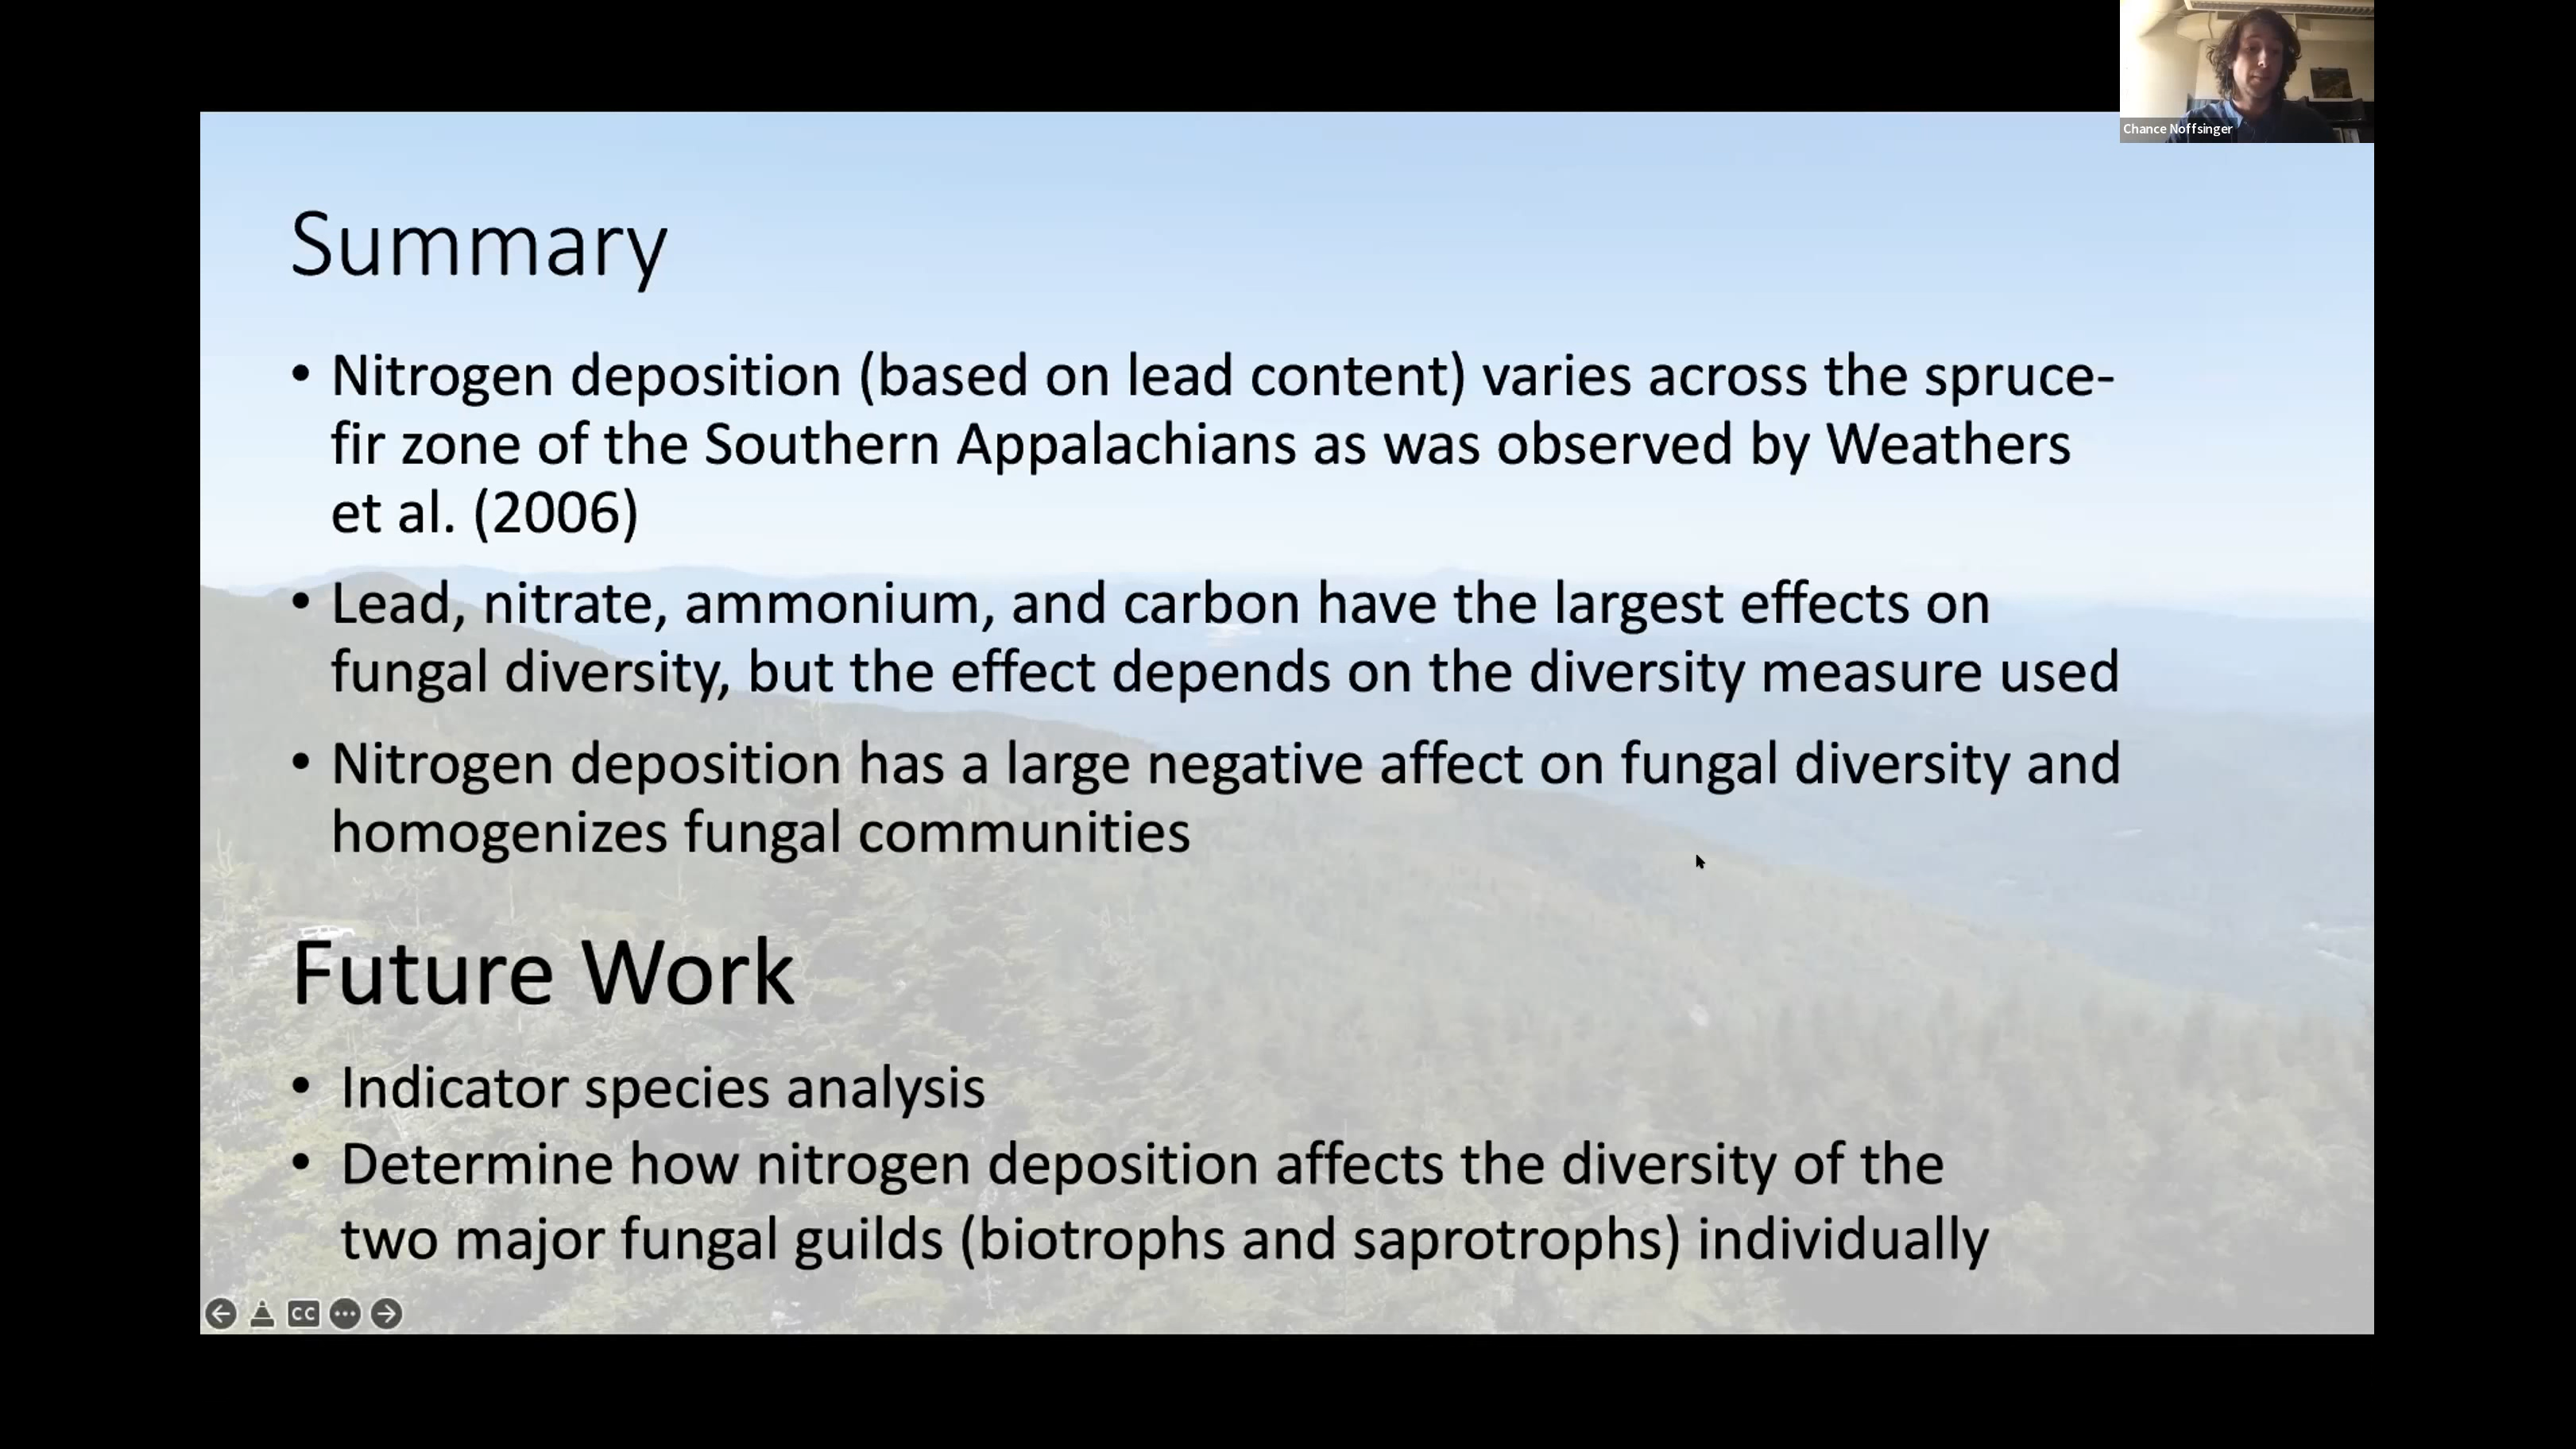 Chance Noffsinger
Summary
• Nitrogen deposition (based on lead content) varies across the spruce-
fir zone of the Southern Appalachians as was observed by Weathers
et al. (2006)
• Lead, nitrate, ammonium, and carbon have the largest effects on
fungal diversity, but the effect depends on the diversity measure used
• Nitrogen deposition has a large negative affect on fungal diversity and
homogenizes fungal communities
Future Work
• Indicator species analysis
• Determine how nitrogen deposition affects the diversity of the
two major fungal guilds (biotrophs and saprotrophs) individually
CC